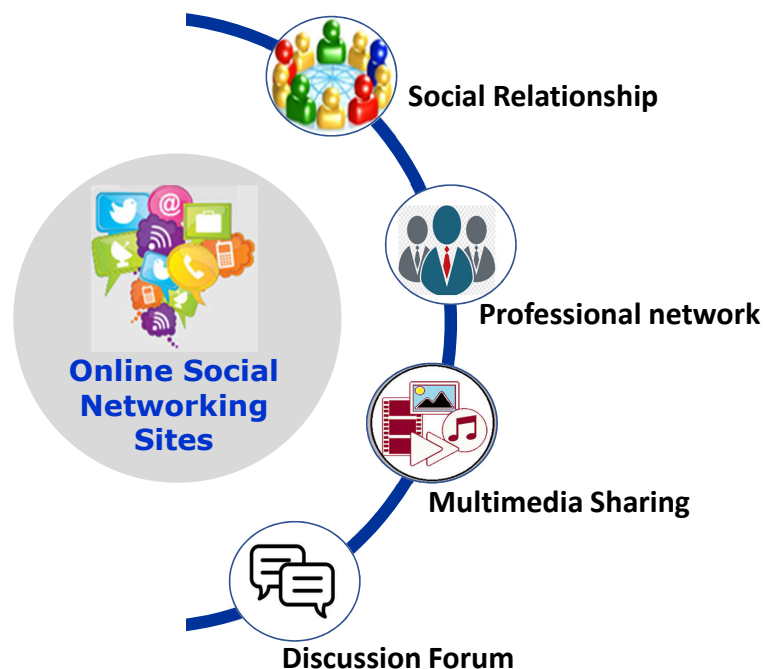 Social Relationship
Professional network
Online Social
Networking
Sites
Multimedia Sharing
Discussion Forum